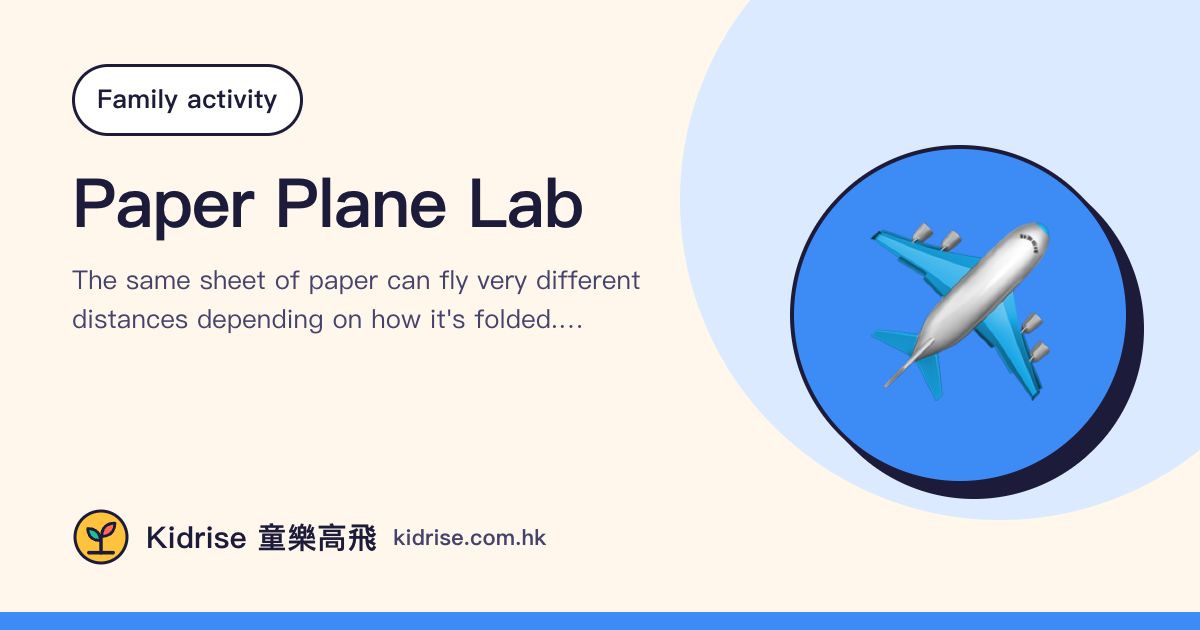 Family activity
Paper Plane Lab
The same sheet of paper can fly very different
distances depending on how it's folded....
Kidrise 童樂高飛 kidrise.com.hk